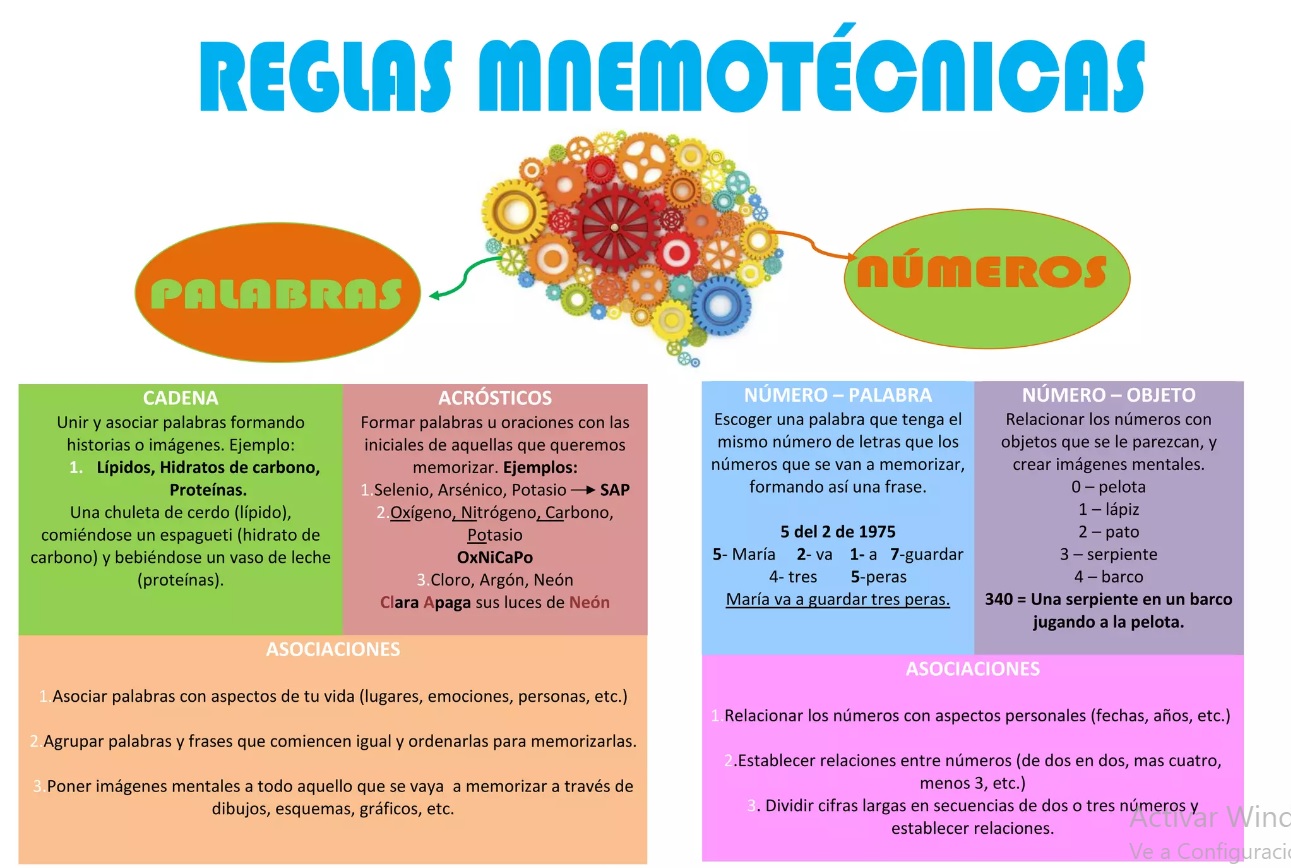 REGLAS MNEMOTÉCNICAS
PALABRAS
NÚMEROS
CADENA
Unir y asociar palabras formando
historias o imágenes. Ejemplo:
1. Lípidos, Hidratos de carbono,
Proteínas.
Una chuleta de cerdo (lípido),
comiéndose un espagueti (hidrato de
carbono) y bebiéndose un vaso de leche
(proteínas).
ACRÓSTICOS
Formar palabras u oraciones con las
iniciales de aquellas que queremos
memorizar. Ejemplos:
1.Selenio, Arsénico, Potasio → SAP
2.Oxígeno, Nitrógeno, Carbono,
Potasio
OxNiCaPo
3.Cloro, Argón, Neón
Clara Apaga sus luces de Neón
ASOCIACIONES
1.Asociar palabras con aspectos de tu vida (lugares, emociones, personas, etc.)
2.Agrupar palabras y frases que comiencen igual y ordenarlas para memorizarlas.
3.Poner imágenes mentales a todo aquello que se vaya a memorizar a través de
dibujos, esquemas, gráficos, etc.
NÚMERO – PALABRA
Escoger una palabra que tenga el
mismo número de letras que los
números que se van a memorizar,
formando así una frase.
5 del 2 de 1975
5- María 2- va 1- a 7-guardar
4- tres 5-peras
María va a guardar tres peras.
NÚMERO – OBJETO
Relacionar los números con
objetos que se le parezcan, y
crear imágenes mentales.
0 – pelota
1 – lápiz
2 – pato
3 – serpiente
4 – barco
340 = Una serpiente en un barco
jugando a la pelota.
ASOCIACIONES
1.Relacionar los números con aspectos personales (fechas, años, etc.)
2.Establecer relaciones entre números (de dos en dos, mas cuatro,
menos 3, etc.)
3. Dividir cifras largas en secuencias de dos o tres números y
establecer relaciones.
Activar Wind
Ve a Configuració